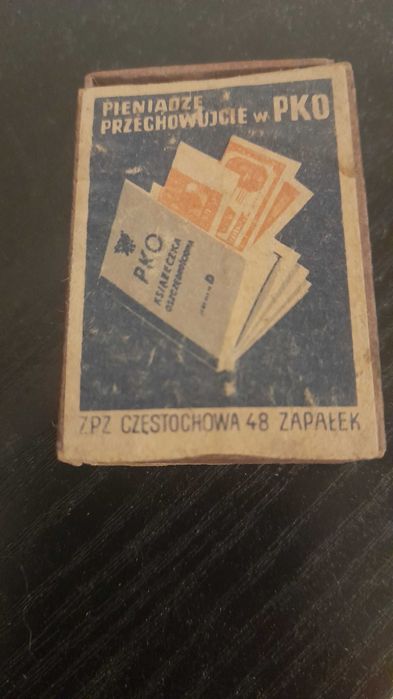 PIENIĄDZE
PRZECHOWUJCIE w PKO
PKO
KSIĄŻECZKA
OSZCZĘDNOŚCIOWA
D
ZPZ CZĘSTOCHOWA 48 ZAPAŁEK